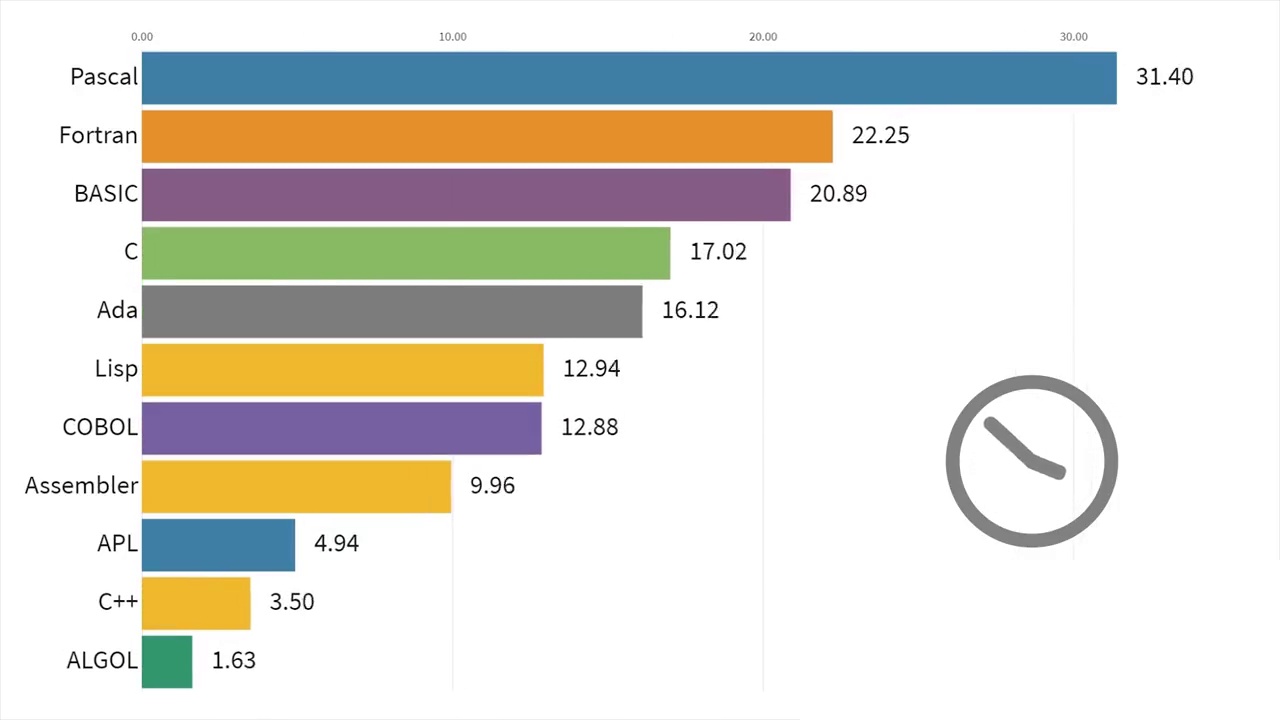 0.00 10.00 20.00 30.00
Pascal 31.40
Fortran 22.25
BASIC 20.89
C 17.02
Ada 16.12
Lisp 12.94
COBOL 12.88
Assembler 9.96
APL 4.94
C++ 3.50
ALGOL 1.63